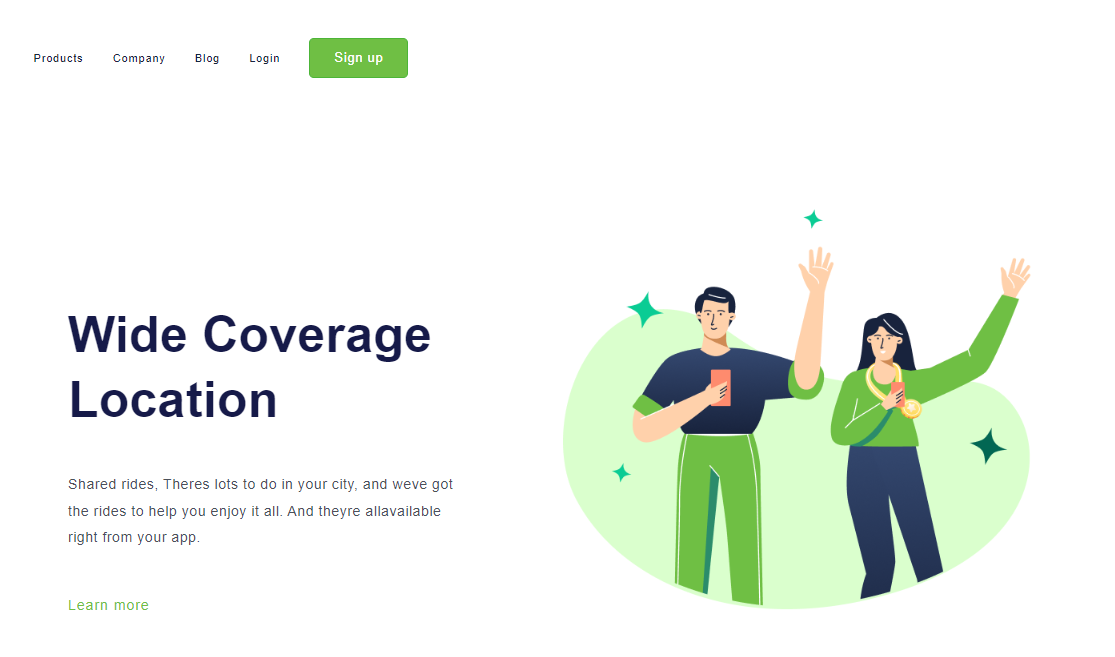 Products Company Blog Login Sign up
Wide Coverage
Location
Shared rides, Theres lots to do in your city, and weve got
the rides to help you enjoy it all. And theyre allavailable
right from your app.
Learn more